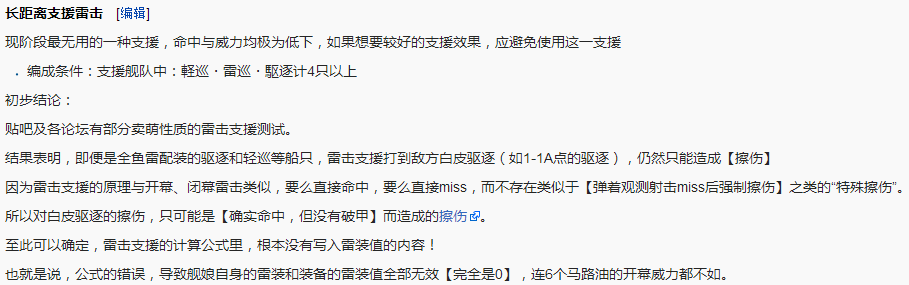 长距离支援雷击 [编辑]
现阶段最无用的一种支援，命中与威力均极为低下，如果想要较好的支援效果，应避免使用这一支援
· 编成条件：支援舰队中：軽巡・雷巡・駆逐计4只以上
初步结论：
贴吧及各论坛有部分卖萌性质的雷击支援测试。
结果表明，即便是全鱼雷配装的驱逐和轻巡等船只，雷击支援打到敌方白皮驱逐（如1-1A点的驱逐），仍然只能造成【擦伤】
因为雷击支援的原理与开幕、闭幕雷击类似，要么直接命中，要么直接miss，而不存在类似于【弹着观测射击miss后强制擦伤】之类的“特殊擦伤”。
所以对白皮驱逐的擦伤，只可能是【确实命中，但没有破甲】而造成的擦伤。
至此可以确定，雷击支援的计算公式里，根本没有写入雷装值的内容！
也就是说，公式的错误，导致舰娘自身的雷装和装备的雷装值全部无效【完全是0】，连6个马路油的开幕威力都不如。